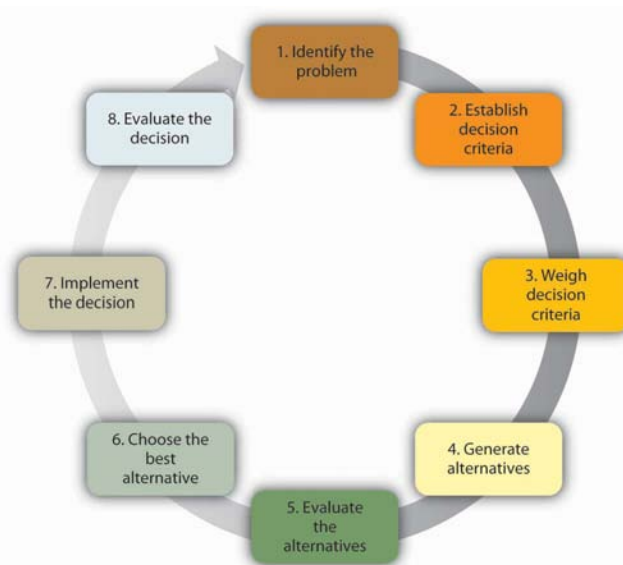 1. Identify the
problem
2. Establish
decision
criteria
3. Weigh
decision
criteria
4. Generate
alternatives
5. Evaluate
the
alternatives
6. Choose the
best
alternative
7. Implement
the decision
8. Evaluate the
decision